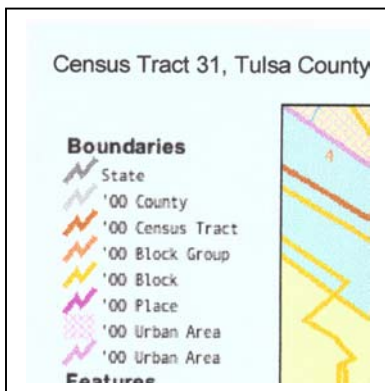 Census Tract 31, Tulsa County
Boundaries
State
'00 County
'00 Census Tract
'00 Block Group
'00 Block
'00 Place
'00 Urban Area
'00 Urban Area
Features
A